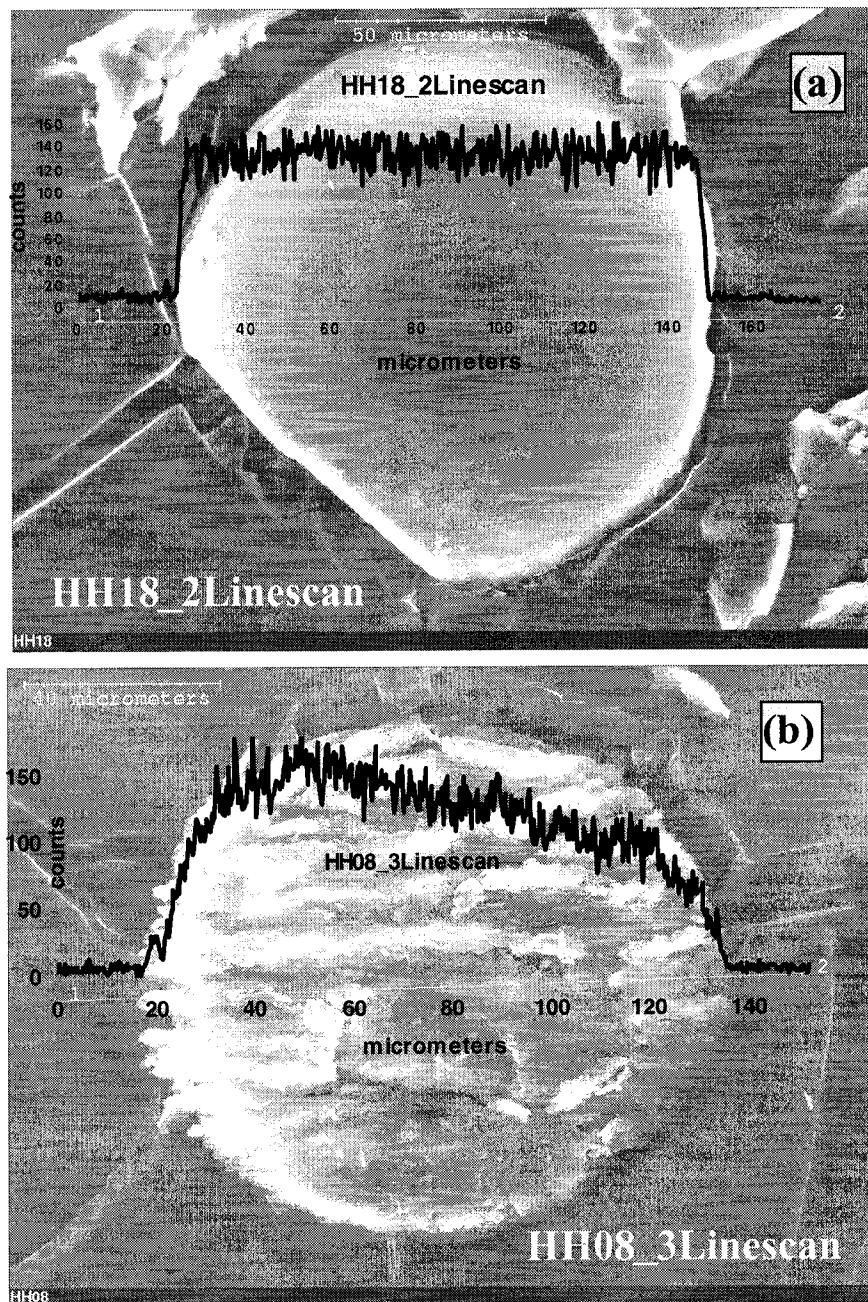 50 micrometers
HH18_2Linescan
(a)
160
140
120
100
80
60
40
20
0
counts
1
2
0 20 40 60 80 100 120 140 160
micrometers
HH18_2Linescan
HH18
40 micrometers
(b)
150
100
50
0
counts
HH08_3Linescan
1
2
0 20 40 60 80 100 120 140
micrometers
HH08_3Linescan
HH08